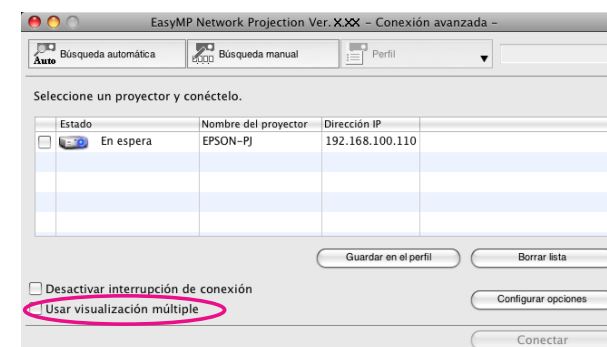 EasyMP Network Projection Ver. X.XX – Conexión avanzada –
Auto Búsqueda automática Búsqueda manual Perfil
Seleccione un proyector y conéctelo.
Estado Nombre del proyector Dirección IP
En espera EPSON-PJ 192.168.100.110
Guardar en el perfil Borrar lista
Desactivar interrupción de conexión
Configurar opciones
Usar visualización múltiple
Conectar